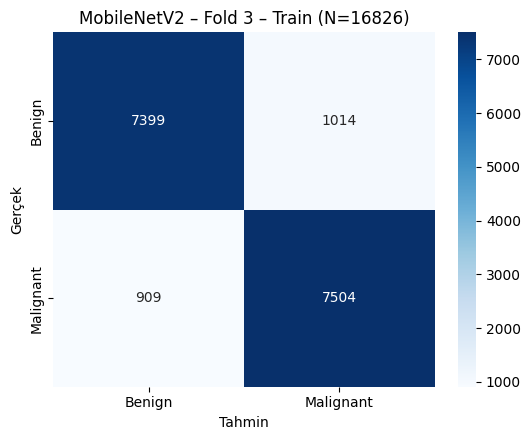 MobileNetV2 – Fold 3 – Train (N=16826)
Gerçek
Benign
7399
1014
Malignant
909
7504
Benign
Malignant
Tahmin
7000
6000
5000
4000
3000
2000
1000